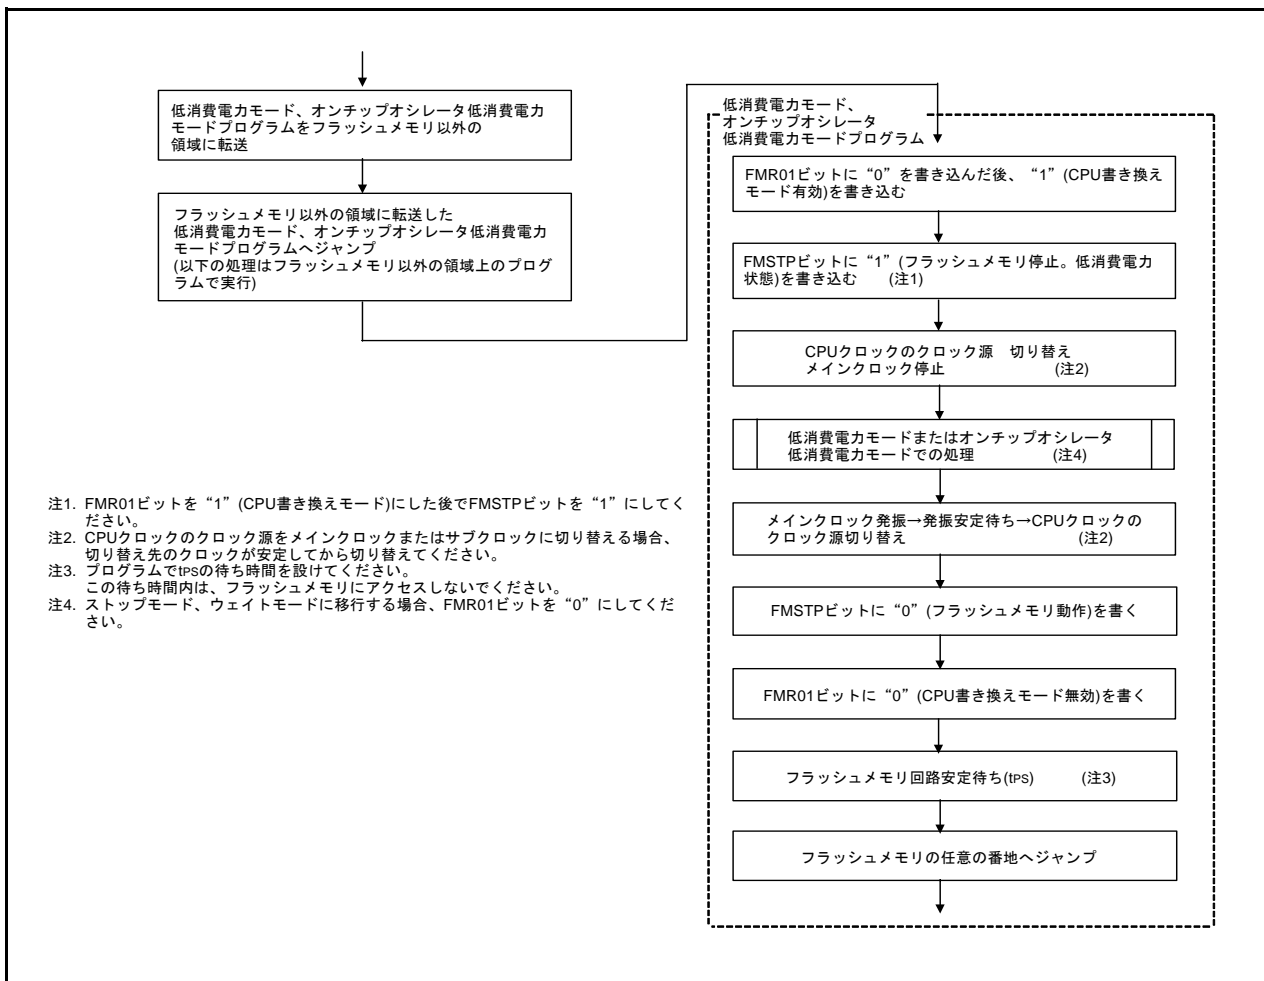 低消費電力モード、オンチップオシレータ低消費電力
モードプログラムをフラッシュメモリ以外の
領域に転送
フラッシュメモリ以外の領域に転送した
低消費電力モード、オンチップオシレータ低消費電力
モードプログラムへジャンプ
(以下の処理はフラッシュメモリ以外の領域上のプログ
ラムで実行)
注1. FMR01ビットを“1”(CPU書き換えモード)にした後でFMSTPビットを“1”にしてく
ださい。
注2. CPUクロックのクロック源をメインクロックまたはサブクロックに切り替える場合、
切り替え先のクロックが安定してから切り替えてください。
注3. プログラムでtPSの待ち時間を設けてください。
この待ち時間内は、フラッシュメモリにアクセスしないでください。
注4. ストップモード、ウェイトモードに移行する場合、FMR01ビットを“0”にしてくだ
さい。
低消費電力モード、
オンチップオシレータ
低消費電力モードプログラム
FMR01ビットに“0”を書き込んだ後、“1”(CPU書き換え
モード有効)を書き込む
FMSTPビットに“1”(フラッシュメモリ停止。低消費電力
状態)を書き込む (注1)
CPUクロックのクロック源 切り替え
メインクロック停止 (注2)
低消費電力モードまたはオンチップオシレータ
低消費電力モードでの処理 (注4)
メインクロック発振→発振安定待ち→CPUクロックの
クロック源切り替え (注2)
FMSTPビットに“0”(フラッシュメモリ動作)を書く
FMR01ビットに“0”(CPU書き換えモード無効)を書く
フラッシュメモリ回路安定待ち(tPS) (注3)
フラッシュメモリの任意の番地へジャンプ